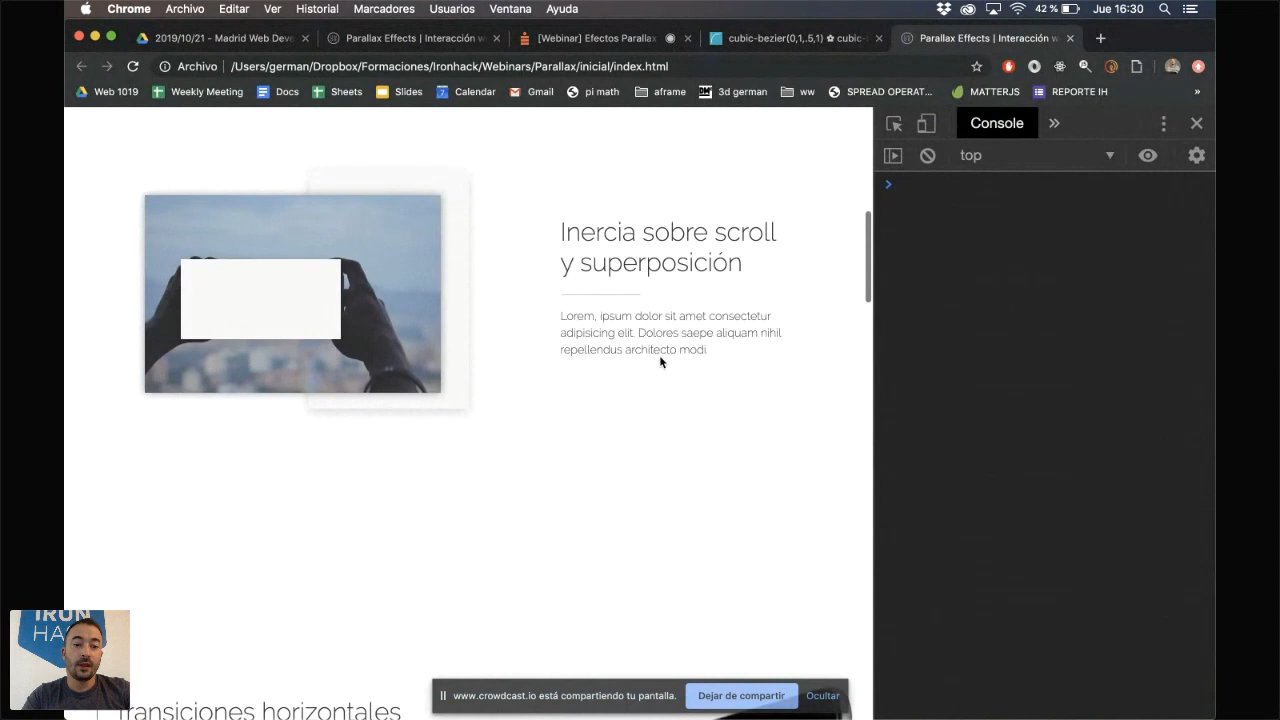 Chrome Archivo Editar Ver Historial Marcadores Usuarios Ventana Ayuda 42 % Jue 16:30
2019/10/21 - Madrid Web Deve Parallax Effects | Interacción w [Webinar] Efectos Parallax cubic-bezier(0,1,.5,1) ✿ cubic- Parallax Effects | Interacción w
Archivo /Users/german/Dropbox/Formaciones/Ironhack/Webinars/Parallax/inicial/index.html
Web 1019 Weekly Meeting Docs Sheets Slides Calendar Gmail pi math aframe 3d german ww SPREAD OPERAT... MATTERJS REPORTE IH »
Console »
top
Inercia sobre scroll
y superposición
Lorem, ipsum dolor sit amet consectetur
adipisicing elit. Dolores saepe aliquam nihil
repellendus architecto modi.
IRON
HA
www.crowdcast.io está compartiendo tu pantalla. Dejar de compartir Ocultar
Transiciones horizontales